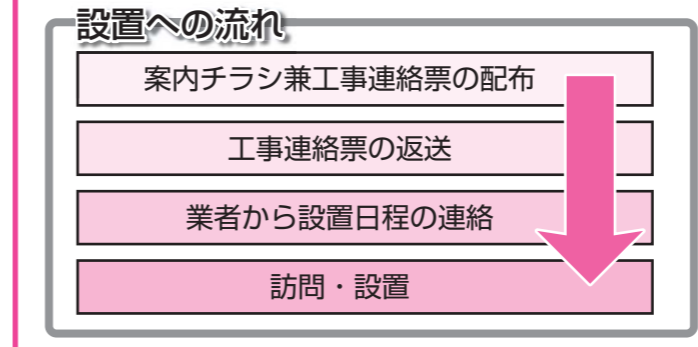 設置への流れ
案内チラシ兼工事連絡票の配布
工事連絡票の返送
業者から設置日程の連絡
訪問・設置